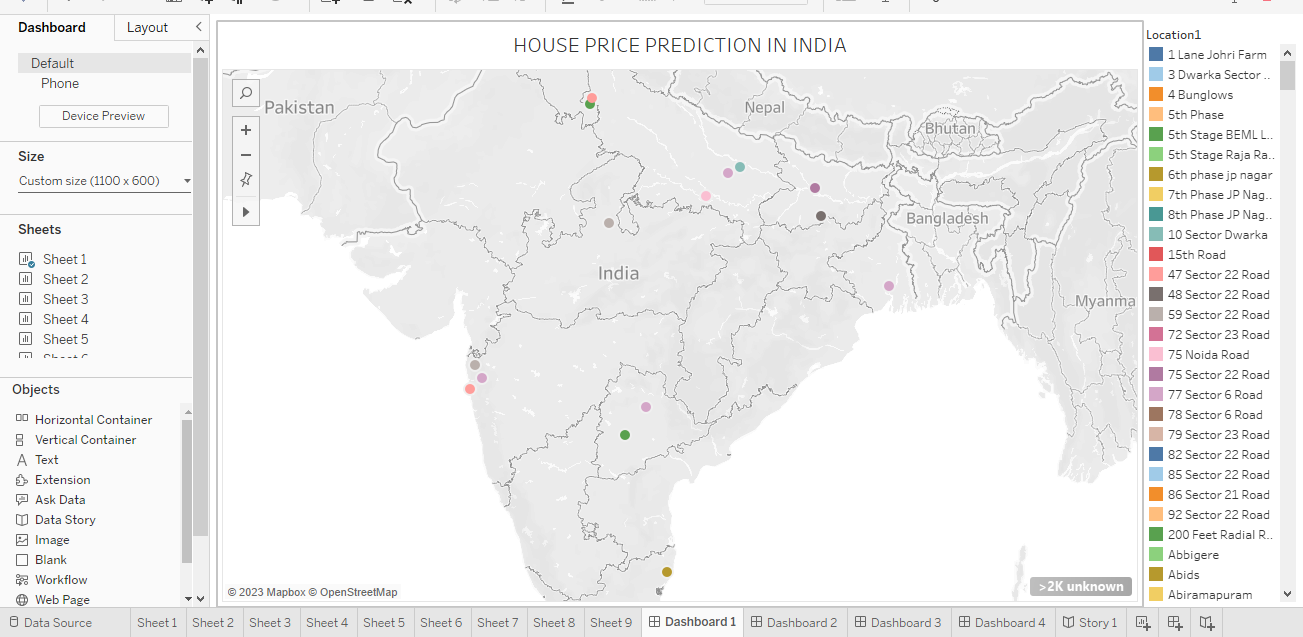 Dashboard
Layout
Default
Phone
Device Preview
Size
Custom size (1100 x 600)
Sheets
Sheet 1
Sheet 2
Sheet 3
Sheet 4
Sheet 5
Objects
Horizontal Container
Vertical Container
Text
Extension
Ask Data
Data Story
Image
Blank
Workflow
Web Page
HOUSE PRICE PREDICTION IN INDIA
Pakistan
Nepal
Bhutan
Bangladesh
India
Myanma
© 2023 Mapbox © OpenStreetMap
>2K unknown
Location1
1 Lane Johri Farm
3 Dwarka Sector ..
4 Bunglows
5th Phase
5th Stage BEML L..
5th Stage Raja Ra..
6th phase jp nagar
7th Phase JP Nag..
8th Phase JP Nag..
10 Sector Dwarka
15th Road
47 Sector 22 Road
48 Sector 22 Road
59 Sector 22 Road
72 Sector 23 Road
75 Noida Road
75 Sector 22 Road
77 Sector 6 Road
78 Sector 6 Road
79 Sector 23 Road
82 Sector 22 Road
85 Sector 22 Road
86 Sector 21 Road
92 Sector 22 Road
200 Feet Radial R..
Abbigere
Abids
Abiramapuram
Data Source
Sheet 1
Sheet 2
Sheet 3
Sheet 4
Sheet 5
Sheet 6
Sheet 7
Sheet 8
Sheet 9
Dashboard 1
Dashboard 2
Dashboard 3
Dashboard 4
Story 1